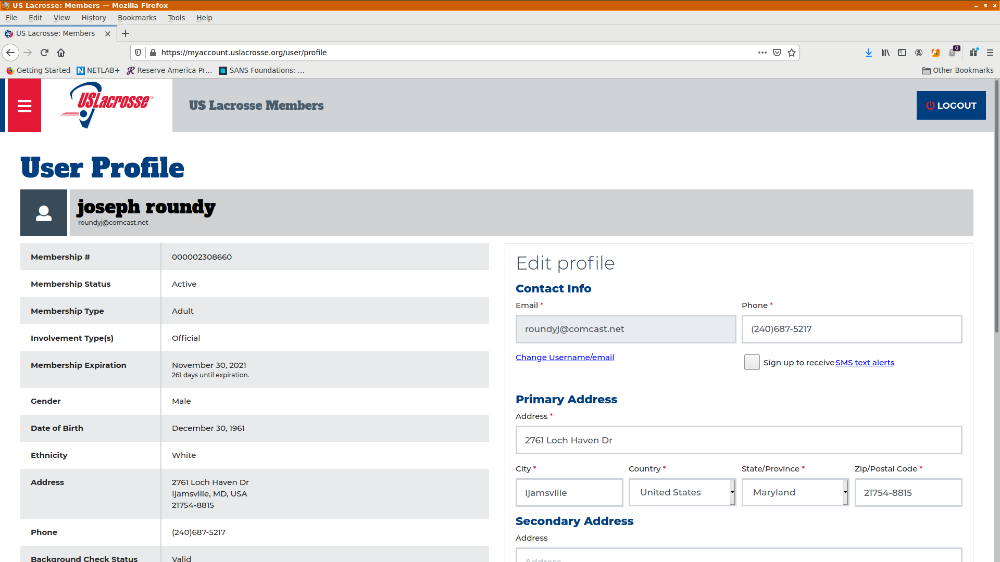 US Lacrosse: Members — Mozilla Firefox
File Edit View History Bookmarks Tools Help
US Lacrosse: Members
https://myaccount.uslacrosse.org/user/profile
0
Getting Started NETLAB+ Reserve America Pr… SANS Foundations: … Other Bookmarks
USLacrosse®
US Lacrosse Members
LOGOUT
User Profile
joseph roundy
roundyj@comcast.net
Membership # 000002308660
Membership Status Active
Membership Type Adult
Involvement Type(s) Official
Membership Expiration November 30, 2021
261 days until expiration.
Gender Male
Date of Birth December 30, 1961
Ethnicity White
Address 2761 Loch Haven Dr
Ijamsville, MD, USA
21754-8815
Phone (240)687-5217
Background Check Status Valid
Edit profile
Contact Info
Email * Phone *
roundyj@comcast.net (240)687-5217
Change Username/email Sign up to receive SMS text alerts
Primary Address
Address *
2761 Loch Haven Dr
City * Country * State/Province * Zip/Postal Code *
Ijamsville United States Maryland 21754-8815
Secondary Address
Address
Address